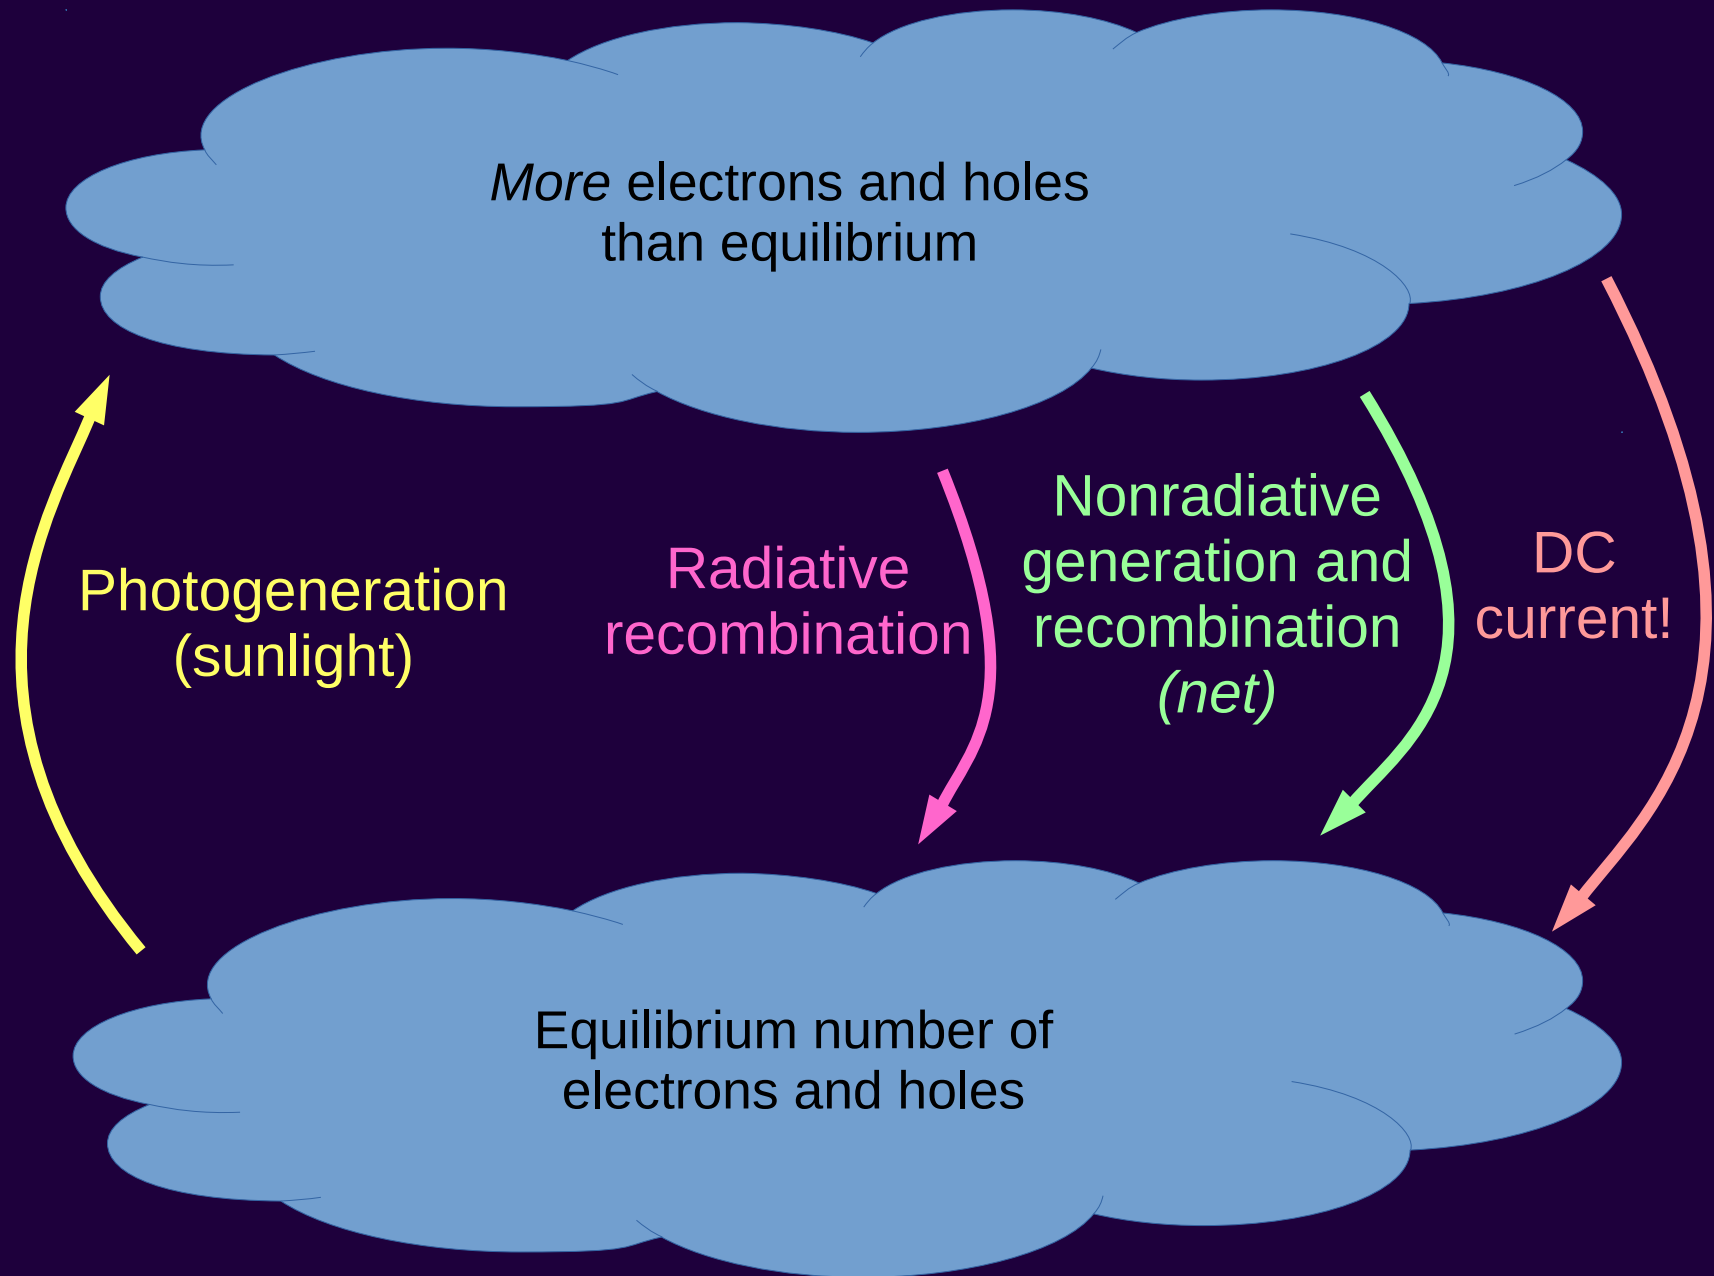 More electrons and holes
than equilibrium
Photogeneration
(sunlight)
Radiative
recombination
Nonradiative
generation and
recombination
(net)
DC
current!
Equilibrium number of
electrons and holes